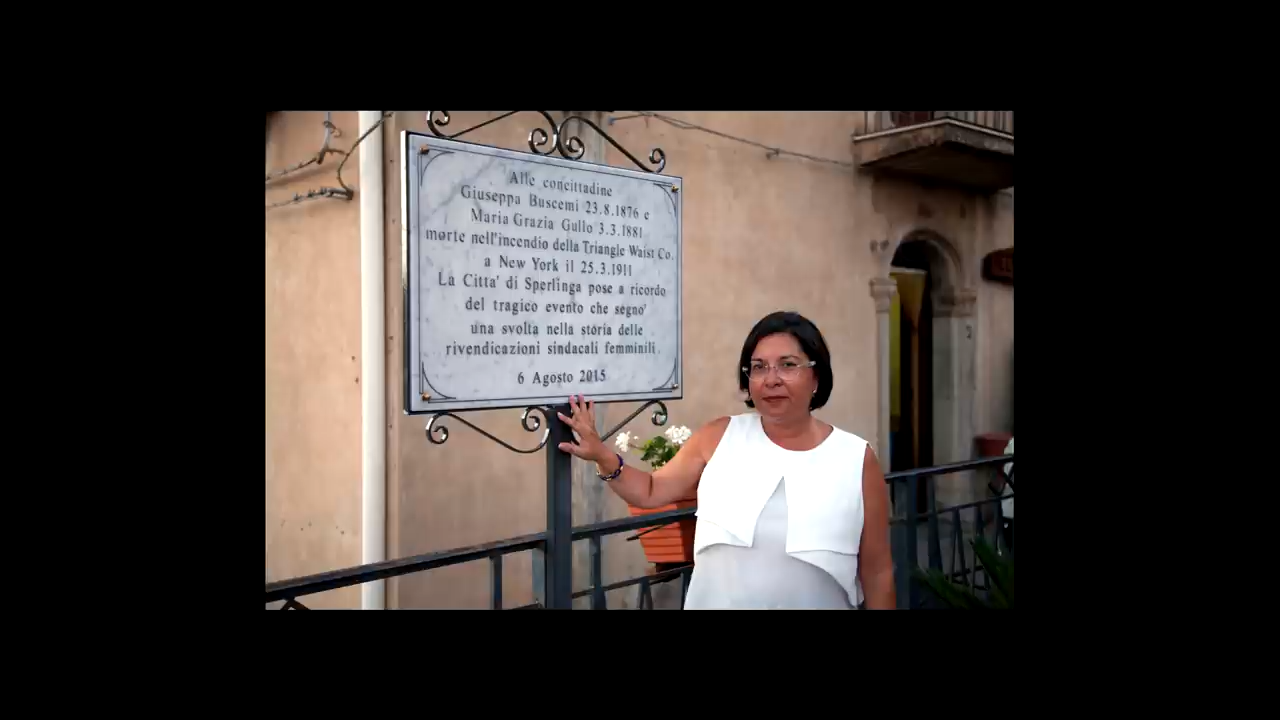 Alle concittadine
Giuseppa Buscemi 23.8.1876 e
Maria Grazia Gullo 3.3.1881
morte nell'incendio della Triangle Waist Co.
a New York il 25.3.1911
La Citta' di Sperlinga pose a ricordo
del tragico evento che segno'
una svolta nella storia delle
rivendicazioni sindacali femminili.
6 Agosto 2015